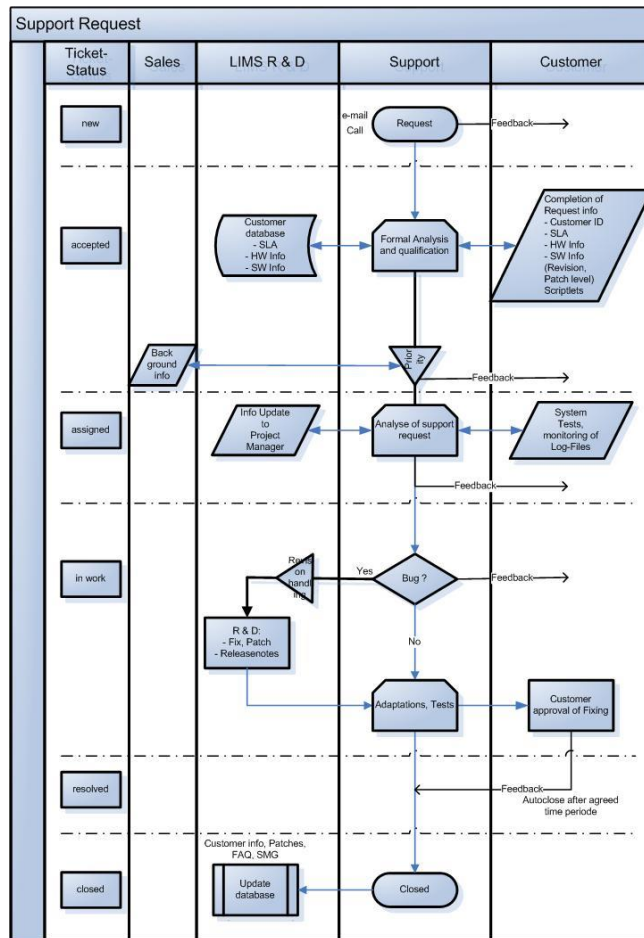 Support Request
Ticket-
Status
Sales
LIMS R & D
Support
Customer
new
e-mail
Call
Request
Feedback
accepted
Customer
database
- SLA
- HW Info
- SW Info
Formal Analysis
and qualification
Completion of
Request info
- Customer ID
- SLA
- HW Info
- SW Info
(Revision,
Patch level)
Scriptlets
Back
ground
info
Prior
ity
Feedback
assigned
Info Update
to
Project
Manager
Analyse of support
request
System
Tests,
monitoring of
Log-Files
Feedback
in work
Revisi
on
handl
ing
Yes
Bug ?
Feedback
No
R & D:
- Fix, Patch
- Releasenotes
Adaptations, Tests
Customer
approval of Fixing
resolved
Feedback
Autoclose after agreed
time periode
Customer info, Patches,
FAQ, SMG
closed
Update
database
Closed